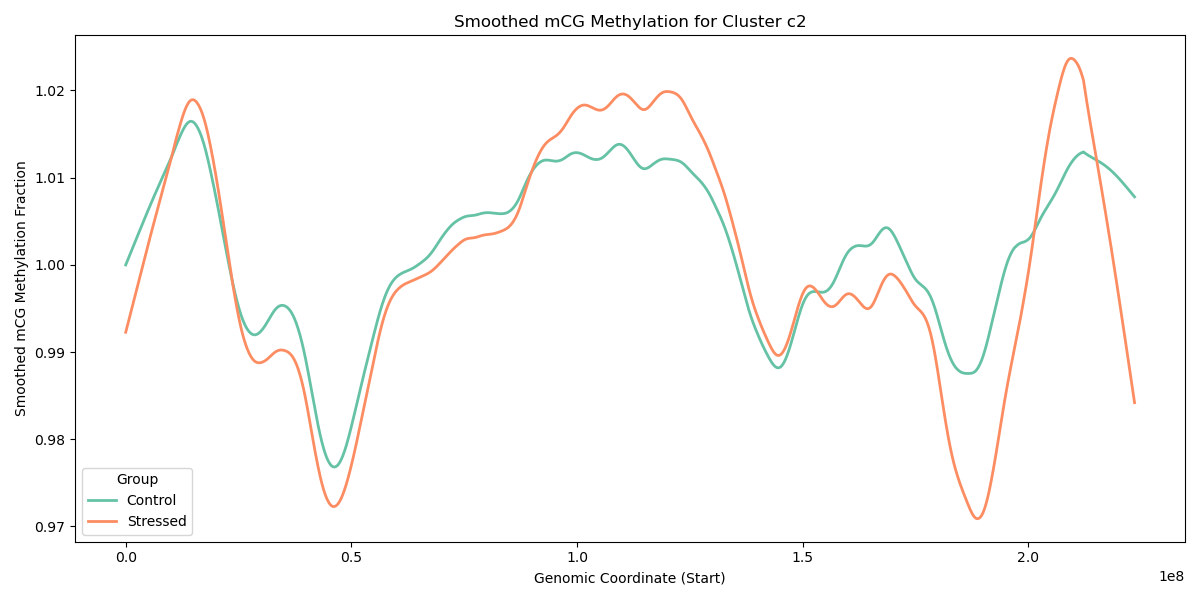 Smoothed mCG Methylation for Cluster c2
Smoothed mCG Methylation Fraction
1.02
1.01
1.00
0.99
0.98
0.97
Group
Control
Stressed
0.0
0.5
1.0
1.5
2.0
1e8
Genomic Coordinate (Start)